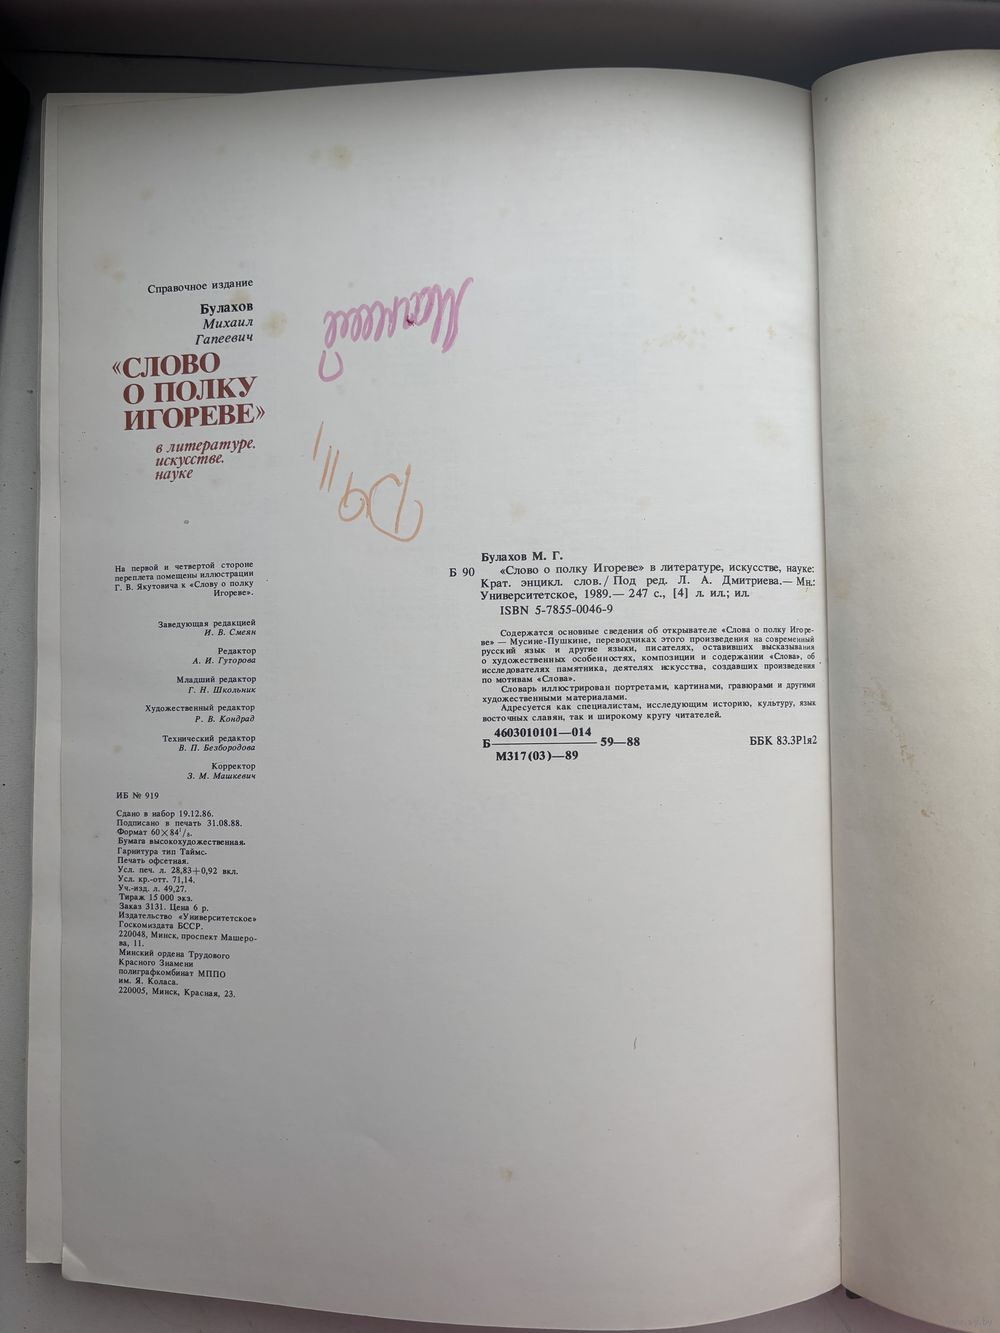 Справочное издание
Булахов
Михаил
Гапеевич
«СЛОВО
О ПОЛКУ
ИГОРЕВЕ»
в литературе,
искусстве,
науке
На первой и четвертой стороне
переплета помещены иллюстрации
Г. В. Якутовича к «Слову о полку
Игореве».
Заведующая редакцией
И. В. Смеян
Редактор
А. И. Гуторова
Младший редактор
Г. Н. Школьник
Художественный редактор
Р. В. Кондрад
Технический редактор
В. П. Безбородова
Корректор
З. М. Машкевич
ИБ № 919
Сдано в набор 19.12.86.
Подписано в печать 31.08.88.
Формат 60×84¹/₈.
Бумага высокохудожественная.
Гарнитура тип Таймс.
Печать офсетная.
Усл. печ. л. 28,83+0,92 вкл.
Усл. кр.-отт. 71,14.
Уч.-изд. л. 49,27.
Тираж 15 000 экз.
Заказ 3131. Цена 6 р.
Издательство «Университетское»
Госкомиздата БССР.
220048, Минск, проспект Машеро-
ва, 11.
Минский ордена Трудового
Красного Знамени
полиграфкомбинат МППО
им. Я. Коласа.
220005, Минск, Красная, 23.
Булахов М. Г.
Б 90 «Слово о полку Игореве» в литературе, искусстве, науке:
Крат. энцикл. слов./ Под ред. Л. А. Дмитриева.— Мн.:
Университетское, 1989.— 247 с., [4] л. ил.; ил.
ISBN 5-7855-0046-9
Содержатся основные сведения об открывателе «Слова о полку Игоре-
ве» — Мусине-Пушкине, переводчиках этого произведения на современный
русский язык и другие языки, писателях, оставивших высказывания
о художественных особенностях, композиции и содержании «Слова», об
исследователях памятника, деятелях искусства, создавших произведения
по мотивам «Слова».
Словарь иллюстрирован портретами, картинами, гравюрами и другими
художественными материалами.
Адресуется как специалистам, исследующим историю, культуру, язык
восточных славян, так и широкому кругу читателей.
4603010101—014
Б————— 59—88 ББК 83.3Р1я2
М317(03)—89